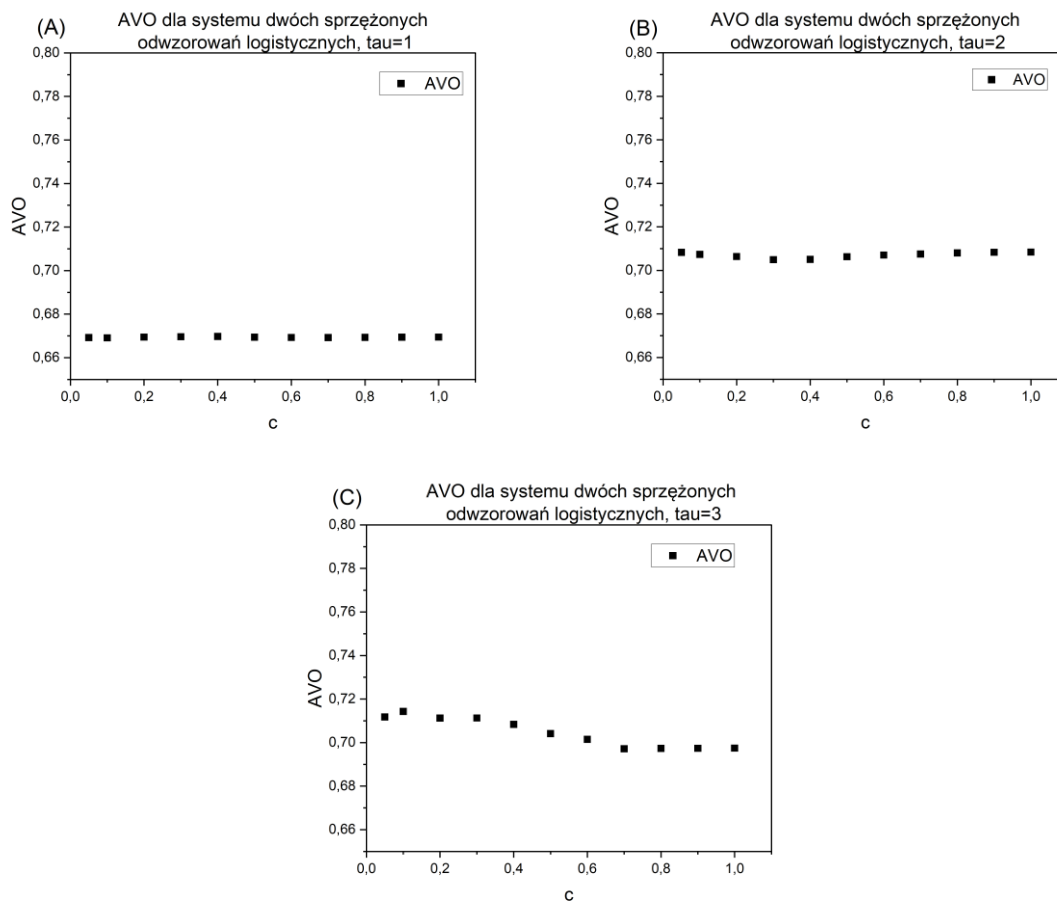 (A)
AVO dla systemu dwóch sprzężonych
odwzorowań logistycznych, tau=1
0,80
0,78
0,76
0,74
0,72
0,70
0,68
0,66
AVO
AVO
0,0 0,2 0,4 0,6 0,8 1,0
c
(B)
AVO dla systemu dwóch sprzężonych
odwzorowań logistycznych, tau=2
0,80
0,78
0,76
0,74
0,72
0,70
0,68
0,66
AVO
AVO
0,0 0,2 0,4 0,6 0,8 1,0
c
(C)
AVO dla systemu dwóch sprzężonych
odwzorowań logistycznych, tau=3
0,80
0,78
0,76
0,74
0,72
0,70
0,68
0,66
AVO
AVO
0,0 0,2 0,4 0,6 0,8 1,0
c